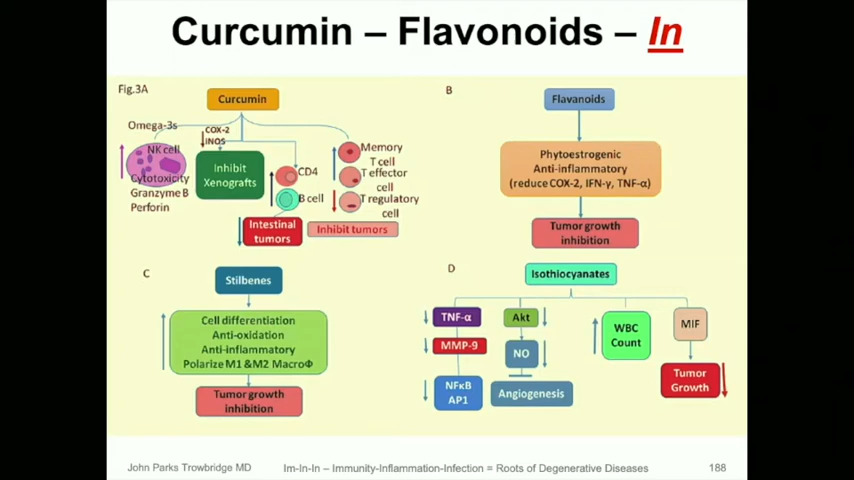 Curcumin – Flavonoids – In
Fig.3A
Curcumin
Omega-3s
COX-2
iNOS
NK cell
Cytotoxicity
Granzyme B
Perforin
Inhibit
Xenografts
CD4
B cell
Intestinal
tumors
Memory
T cell
T effector
cell
T regulatory
cell
Inhibit tumors
B
Flavanoids
Phytoestrogenic
Anti-inflammatory
(reduce COX-2, IFN-γ, TNF-α)
Tumor growth
inhibition
C
Stilbenes
Cell differentiation
Anti-oxidation
Anti-inflammatory
Polarize M1 &M2 MacroΦ
Tumor growth
inhibition
D
Isothiocyanates
TNF-α
MMP-9
NFκB
AP1
Akt
NO
Angiogenesis
WBC
Count
MIF
Tumor
Growth
John Parks Trowbridge MD
Im-In-In – Immunity-Inflammation-Infection = Roots of Degenerative Diseases
188